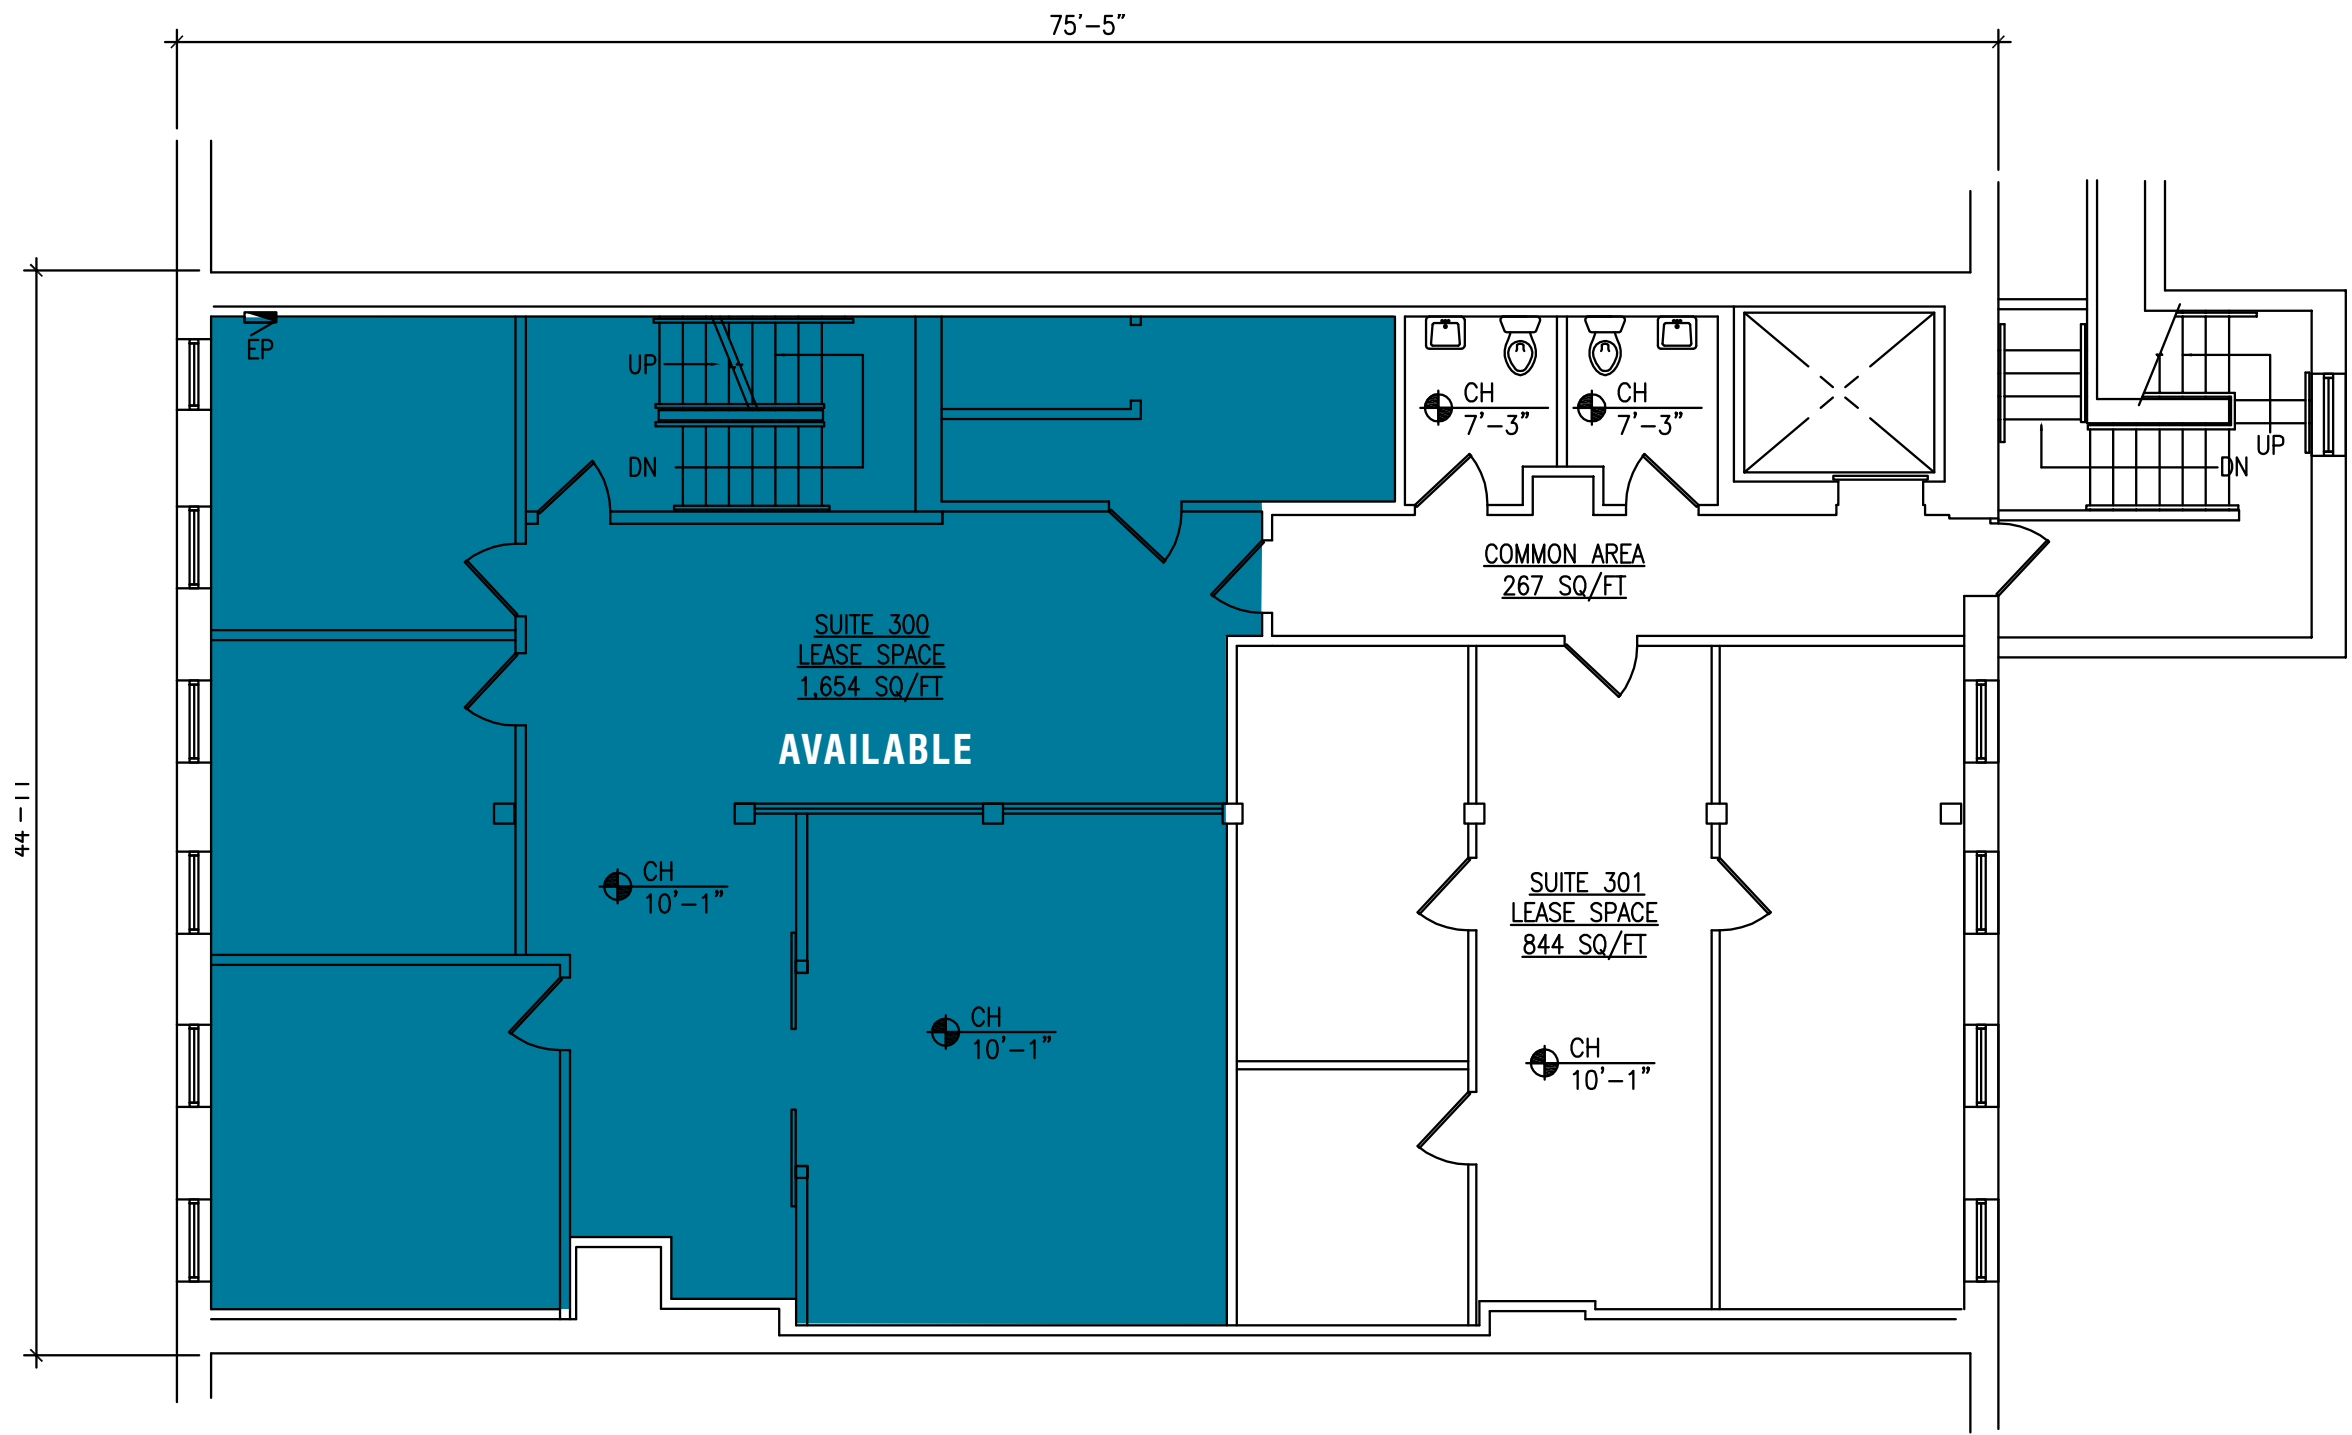 75'-5"
EP
UP
DN
CH
7'-3"
CH
7'-3"
UP
DN
COMMON AREA
267 SQ/FT
SUITE 300
LEASE SPACE
1,654 SQ/FT
AVAILABLE
44'-11
CH
10'-1"
SUITE 301
LEASE SPACE
844 SQ/FT
CH
10'-1"
CH
10'-1"